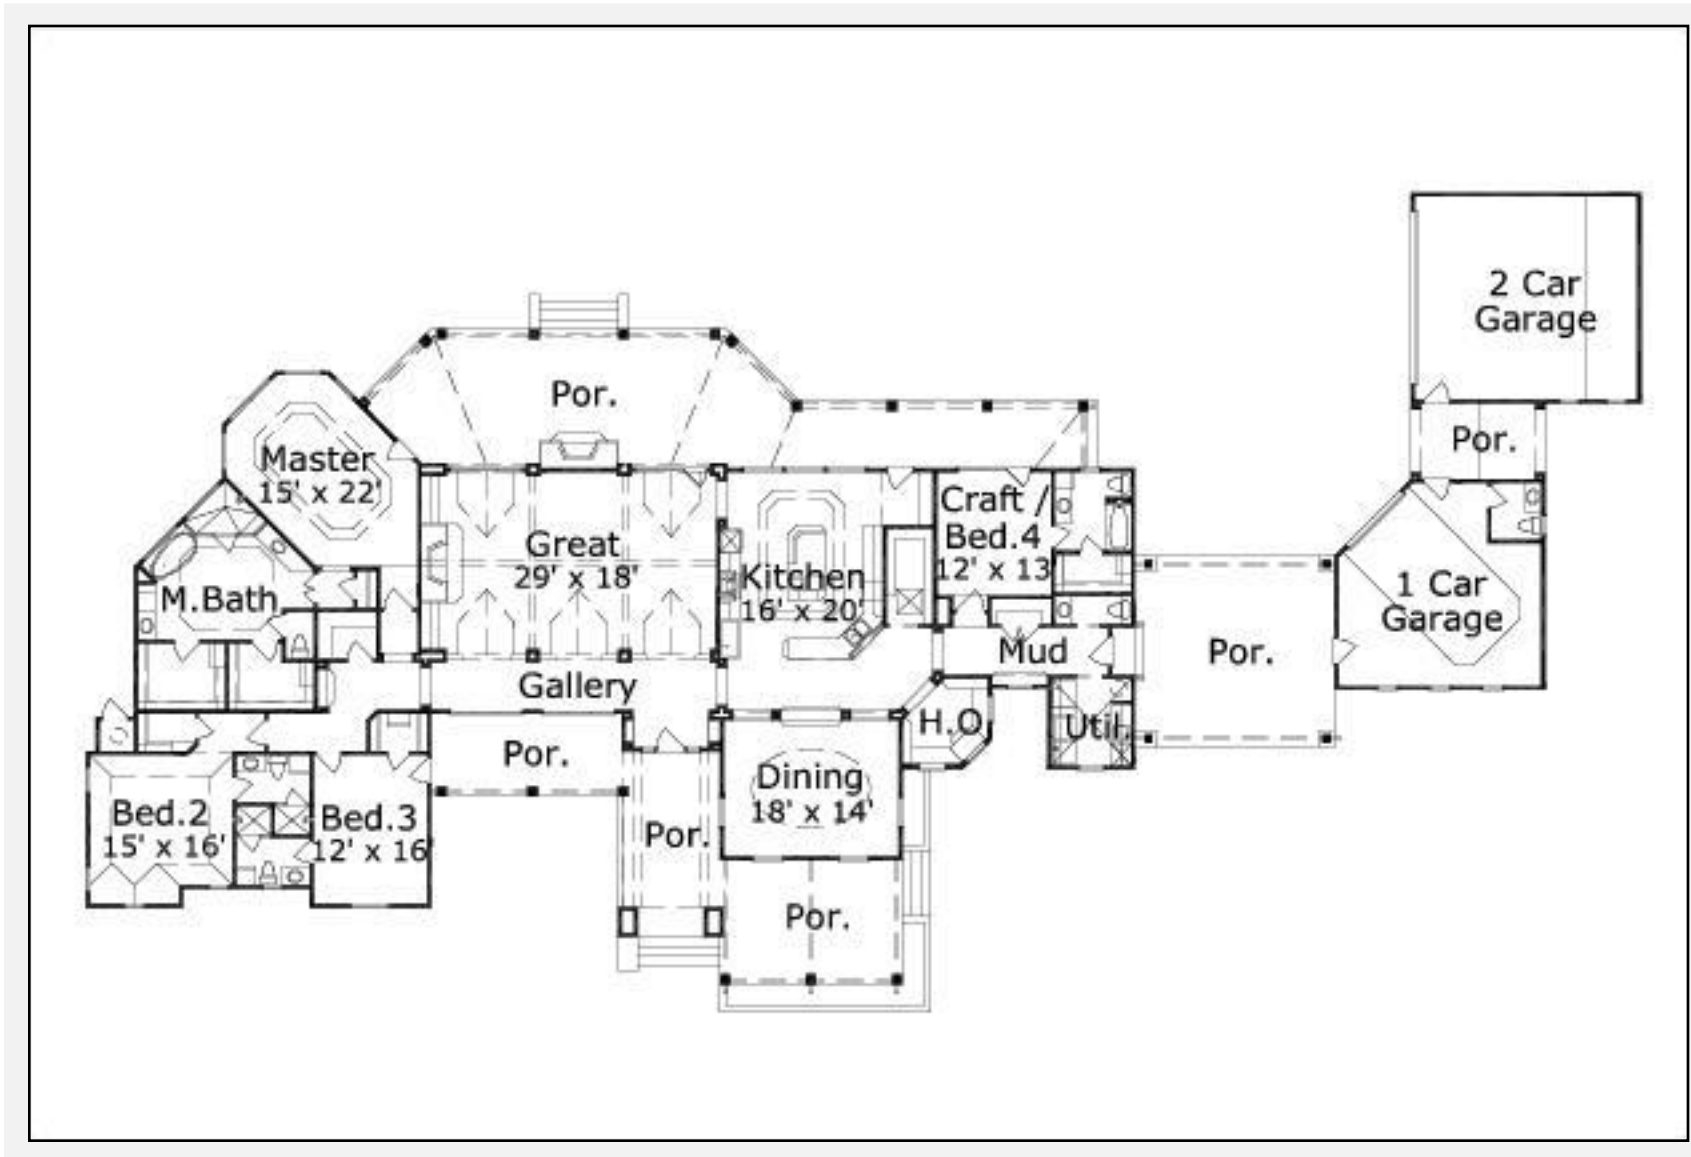 2 Car
Garage
Por.
Por.
Master
15' x 22'
Craft /
Bed.4
12' x 13
Great
29' x 18'
Kitchen
16' x 20'
M.Bath
1 Car
Garage
Mud
Por.
Gallery
H.O
Util.
Por.
Dining
18' x 14'
Bed.2
15' x 16'
Bed.3
12' x 16'
Por.
Por.